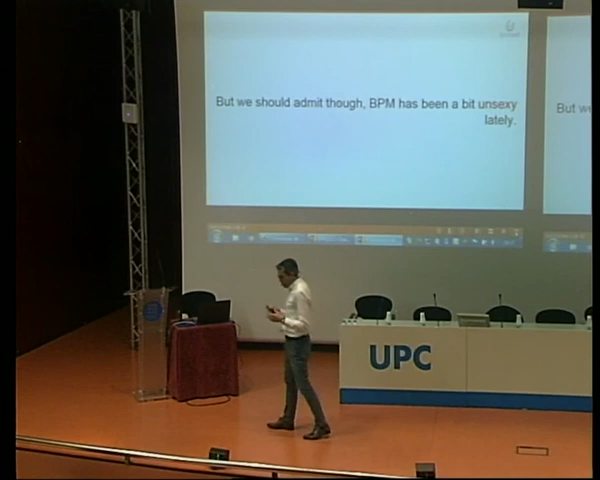 But we should admit though, BPM has been a bit unsexy
lately.
But we
UPC